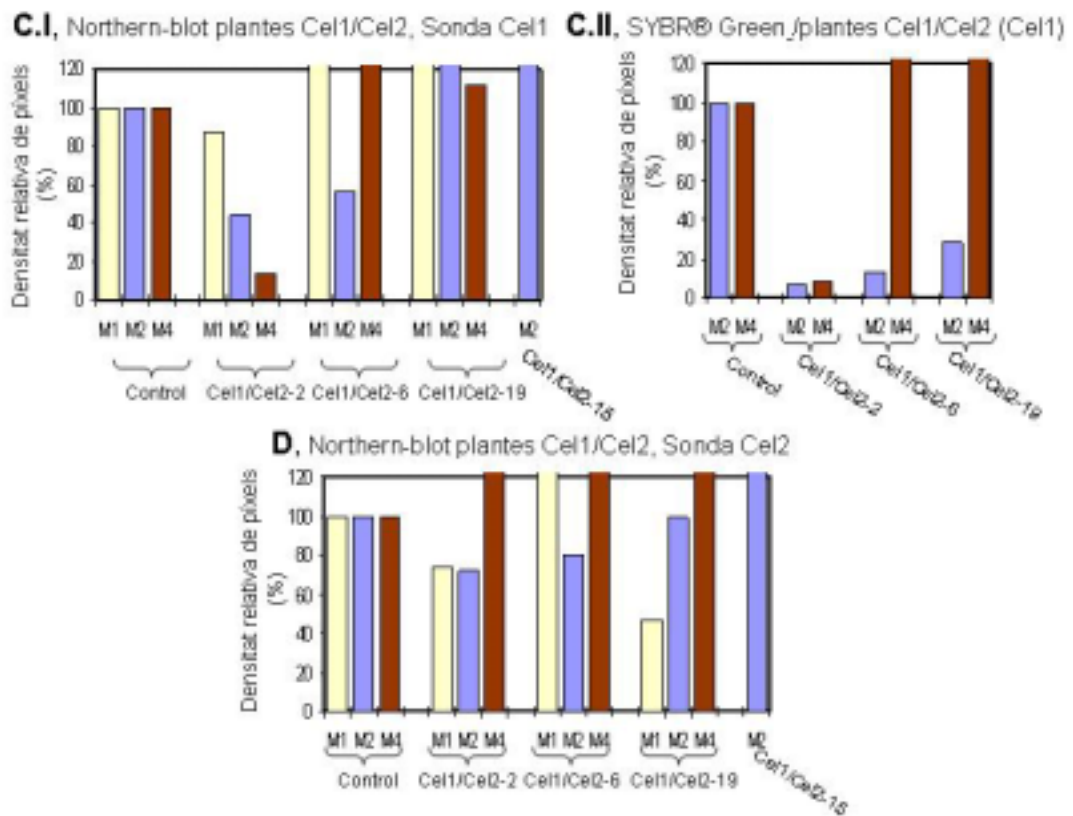 C.I, Northern-blot plantes Cel1/Cel2, Sonda Cel1
Densitat relativa de píxels
(%)
120
100
80
60
40
20
0
M1 M2 M4 M1 M2 M4 M1 M2 M4 M1 M2 M4 M2
Control Cel1/Cel2-2 Cel1/Cel2-6 Cel1/Cel2-19 Cel1/Cel2-15
C.II, SYBR® Green_/plantes Cel1/Cel2 (Cel1)
Densitat relativa de píxels
(%)
120
100
80
60
40
20
0
M2 M4 M2 M4 M2 M4 M2 M4
Control Cel1/Cel2-2 Cel1/Cel2-6 Cel1/Cel2-19
D, Northern-blot plantes Cel1/Cel2, Sonda Cel2
Densitat relativa de píxels
(%)
120
100
80
60
40
20
0
M1 M2 M4 M1 M2 M4 M1 M2 M4 M1 M2 M4 M2
Control Cel1/Cel2-2 Cel1/Cel2-6 Cel1/Cel2-19 Cel1/Cel2-15